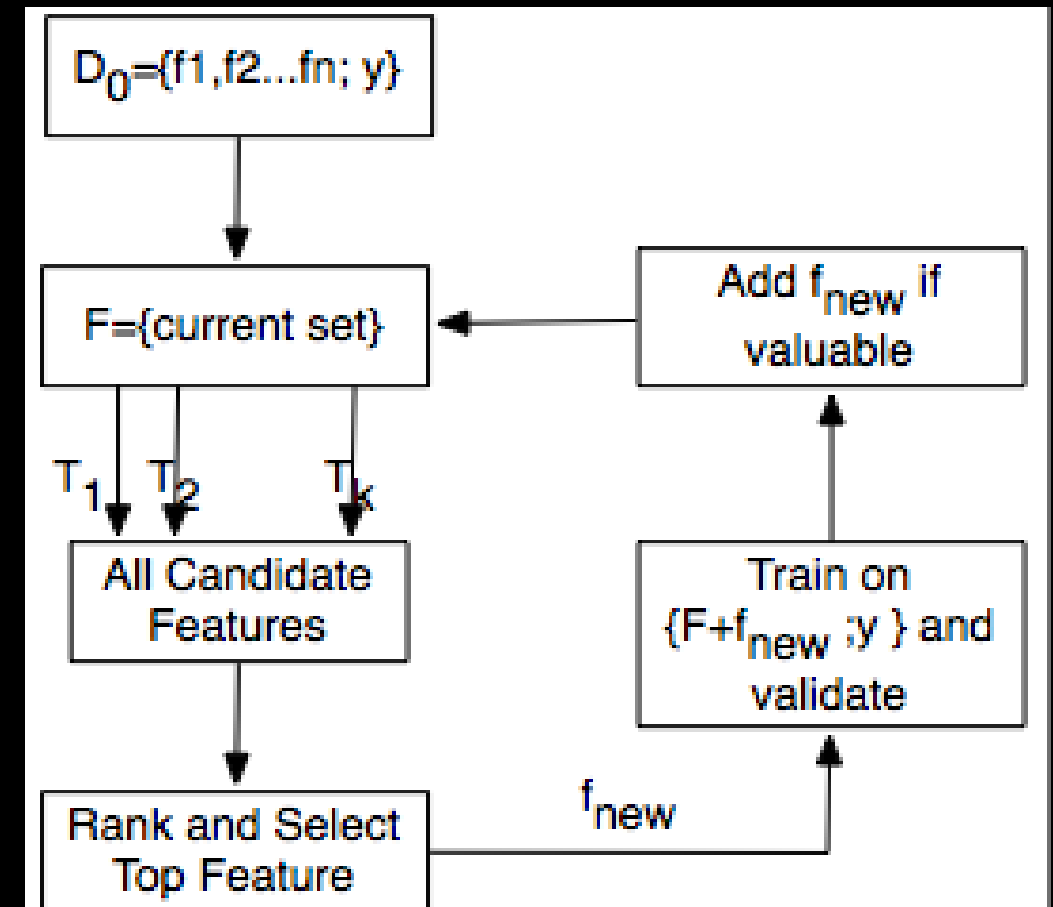 D0={f1,f2...fn; y}
F={current set}
T1 T2 Tk
All Candidate
Features
Rank and Select
Top Feature
fnew
Train on
{F+fnew ;y } and
validate
Add fnew if
valuable